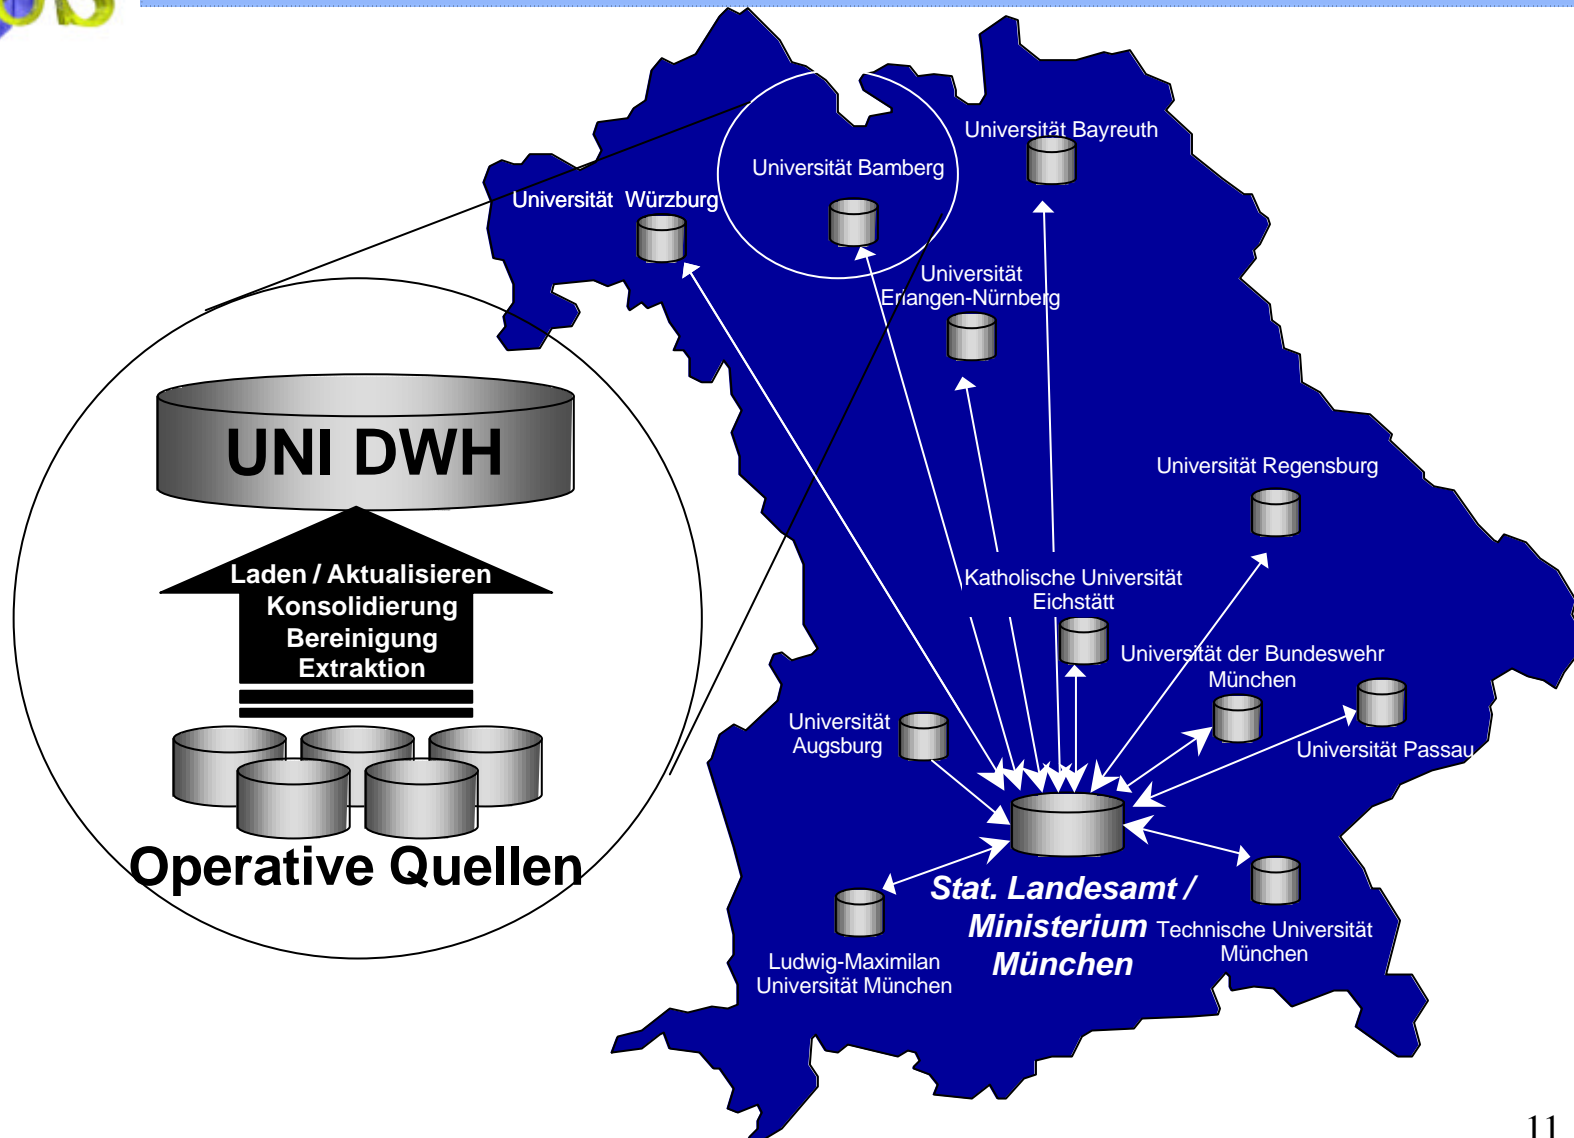 Universität Bayreuth
Universität Bamberg
Universität Würzburg
Universität
Erlangen-Nürnberg
UNI DWH
Universität Regensburg
Laden / Aktualisieren
Konsolidierung
Bereinigung
Extraktion
Katholische Universität
Eichstätt
Universität der Bundeswehr
München
Universität
Augsburg
Universität Passau
Operative Quellen
Stat. Landesamt /
Ministerium
München
Technische Universität
München
Ludwig-Maximilan
Universität München
11